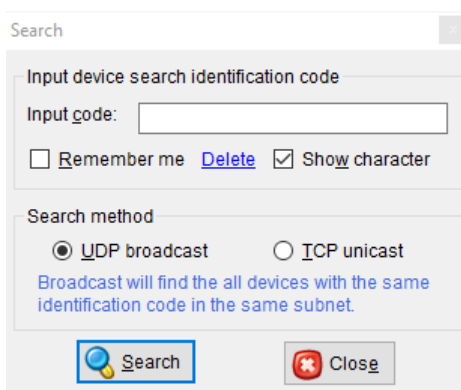 Search
Input device search identification code
Input code:
Remember me Delete Show character
Search method
UDP broadcast TCP unicast
Broadcast will find the all devices with the same
identification code in the same subnet.
Search Close